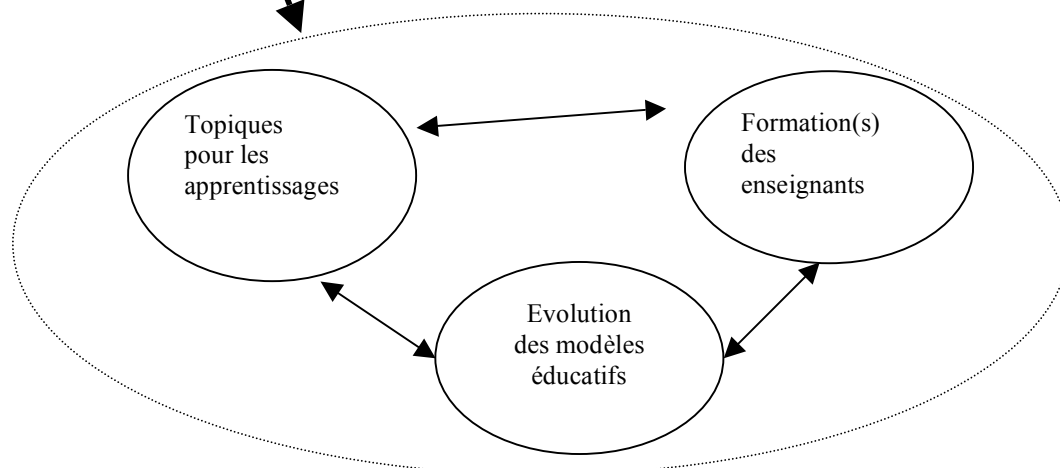 Topiques
pour les
apprentissages
Formation(s)
des
enseignants
Evolution
des modèles
éducatifs